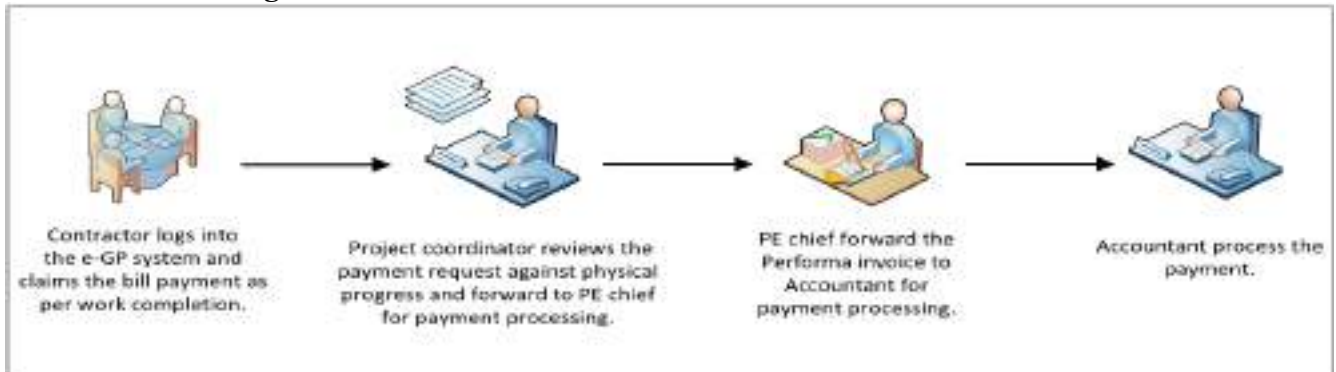 Contractor logs into
the e-GP system and
claims the bill payment as
per work completion.
Project coordinator reviews the
payment request against physical
progress and forward to PE chief
for payment processing.
PE chief forward the
Performa invoice to
Accountant for
payment processing.
Accountant process the
payment.